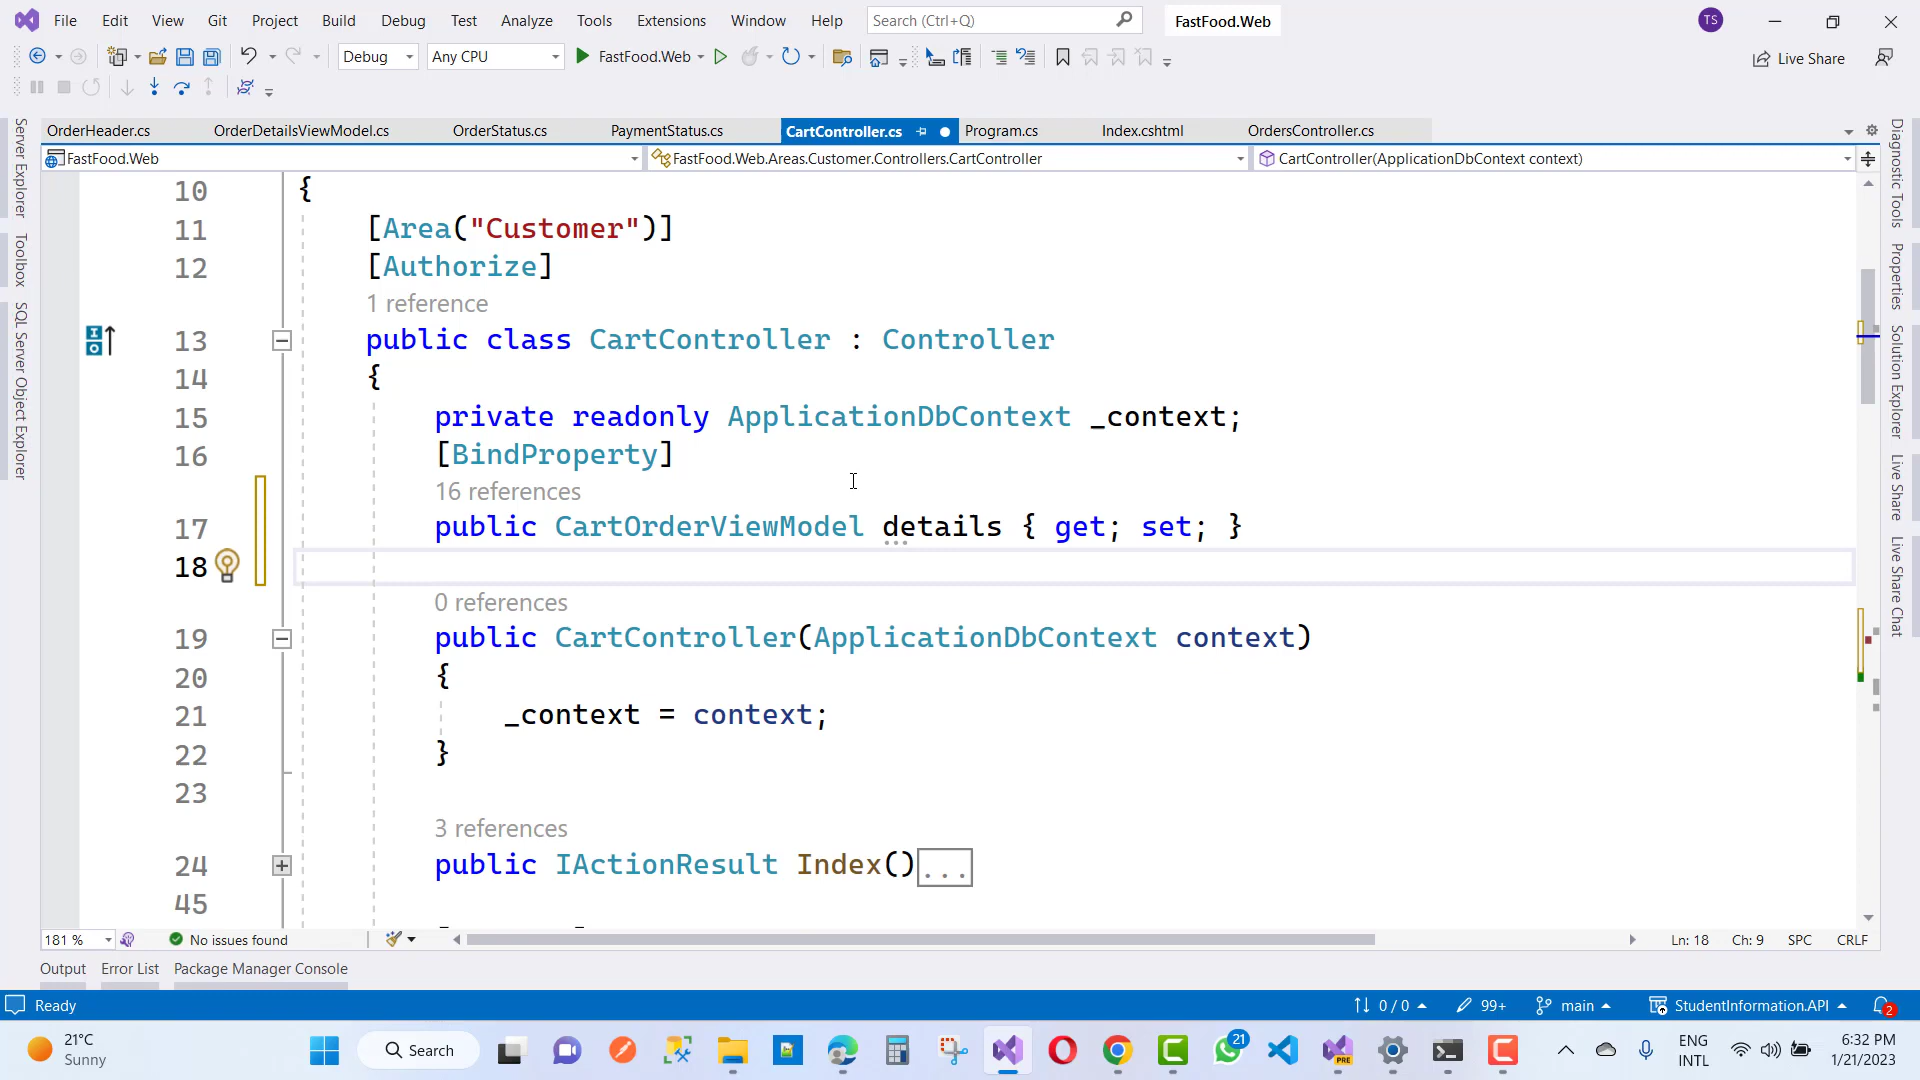 File Edit View Git Project Build Debug Test Analyze Tools Extensions Window Help Search (Ctrl+Q) FastFood.Web TS
Debug Any CPU FastFood.Web Live Share
OrderHeader.cs OrderDetailsViewModel.cs OrderStatus.cs PaymentStatus.cs CartController.cs Program.cs Index.cshtml OrdersController.cs
FastFood.Web FastFood.Web.Areas.Customer.Controllers.CartController CartController(ApplicationDbContext context)
Server Explorer
Toolbox
SQL Server Object Explorer
10 {
11 [Area("Customer")]
12 [Authorize]
1 reference
13 public class CartController : Controller
14 {
15 private readonly ApplicationDbContext _context;
16 [BindProperty]
16 references
17 public CartOrderViewModel details { get; set; }
18
0 references
19 public CartController(ApplicationDbContext context)
20 {
21 _context = context;
22 }
23
3 references
24 public IActionResult Index()...
45
Diagnostic Tools
Properties
Solution Explorer
Live Share
Live Share Chat
181 % No issues found Ln: 18 Ch: 9 SPC CRLF
Output Error List Package Manager Console
Ready 0 / 0 99+ main StudentInformation.API 2
21°C
Sunny
Search
21
PRE
ENG
INTL
6:32 PM
1/21/2023